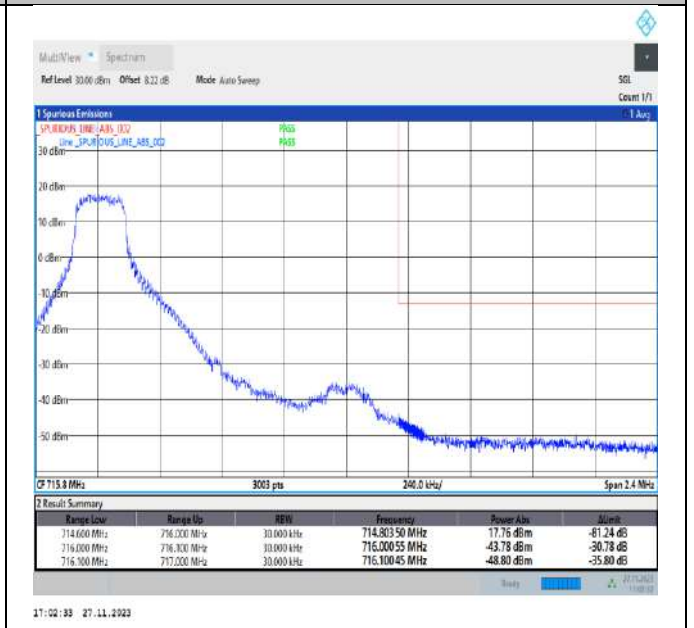 MultiView Spectrum
Ref Level 30.00 dBm Offset 8.22 dB Mode Auto Sweep SGL
Count 1/1
1 Spurious Emissions 1 Avg
_SPURIOUS_LINE_ABS_002 PASS
Line _SPURIOUS_LINE_ABS_002 PASS
30 dBm
20 dBm
10 dBm
0 dBm
-10 dBm
-20 dBm
-30 dBm
-40 dBm
-50 dBm
CF 715.8 MHz 3003 pts 240.0 kHz/ Span 2.4 MHz
2 Result Summary
Range Low Range Up RBW Frequency Power Abs ΔLimit
714.600 MHz 716.000 MHz 30.000 kHz 714.80350 MHz 17.76 dBm -81.24 dB
716.000 MHz 716.100 MHz 30.000 kHz 716.00055 MHz -43.78 dBm -30.78 dB
716.100 MHz 717.000 MHz 30.000 kHz 716.10045 MHz -48.80 dBm -35.80 dB
Ready 27.11.2023
17:02:33 27.11.2023